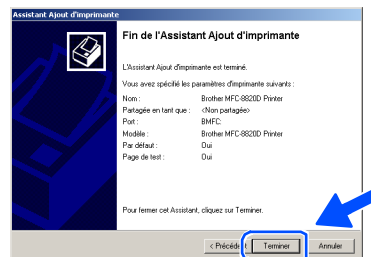 Assistant Ajout d'imprimante
Fin de l'Assistant Ajout d'imprimante
L'Assistant Ajout d'imprimante est terminé.
Vous avez spécifié les paramètres d'imprimante suivants :
Nom : Brother MFC-8820D Printer
Partagée en tant que : <Non partagée>
Port : BMFC:
Modèle : Brother MFC-8820D Printer
Par défaut : Oui
Page de test : Oui
Pour fermer cet Assistant, cliquez sur Terminer.
< Précédent Terminer Annuler